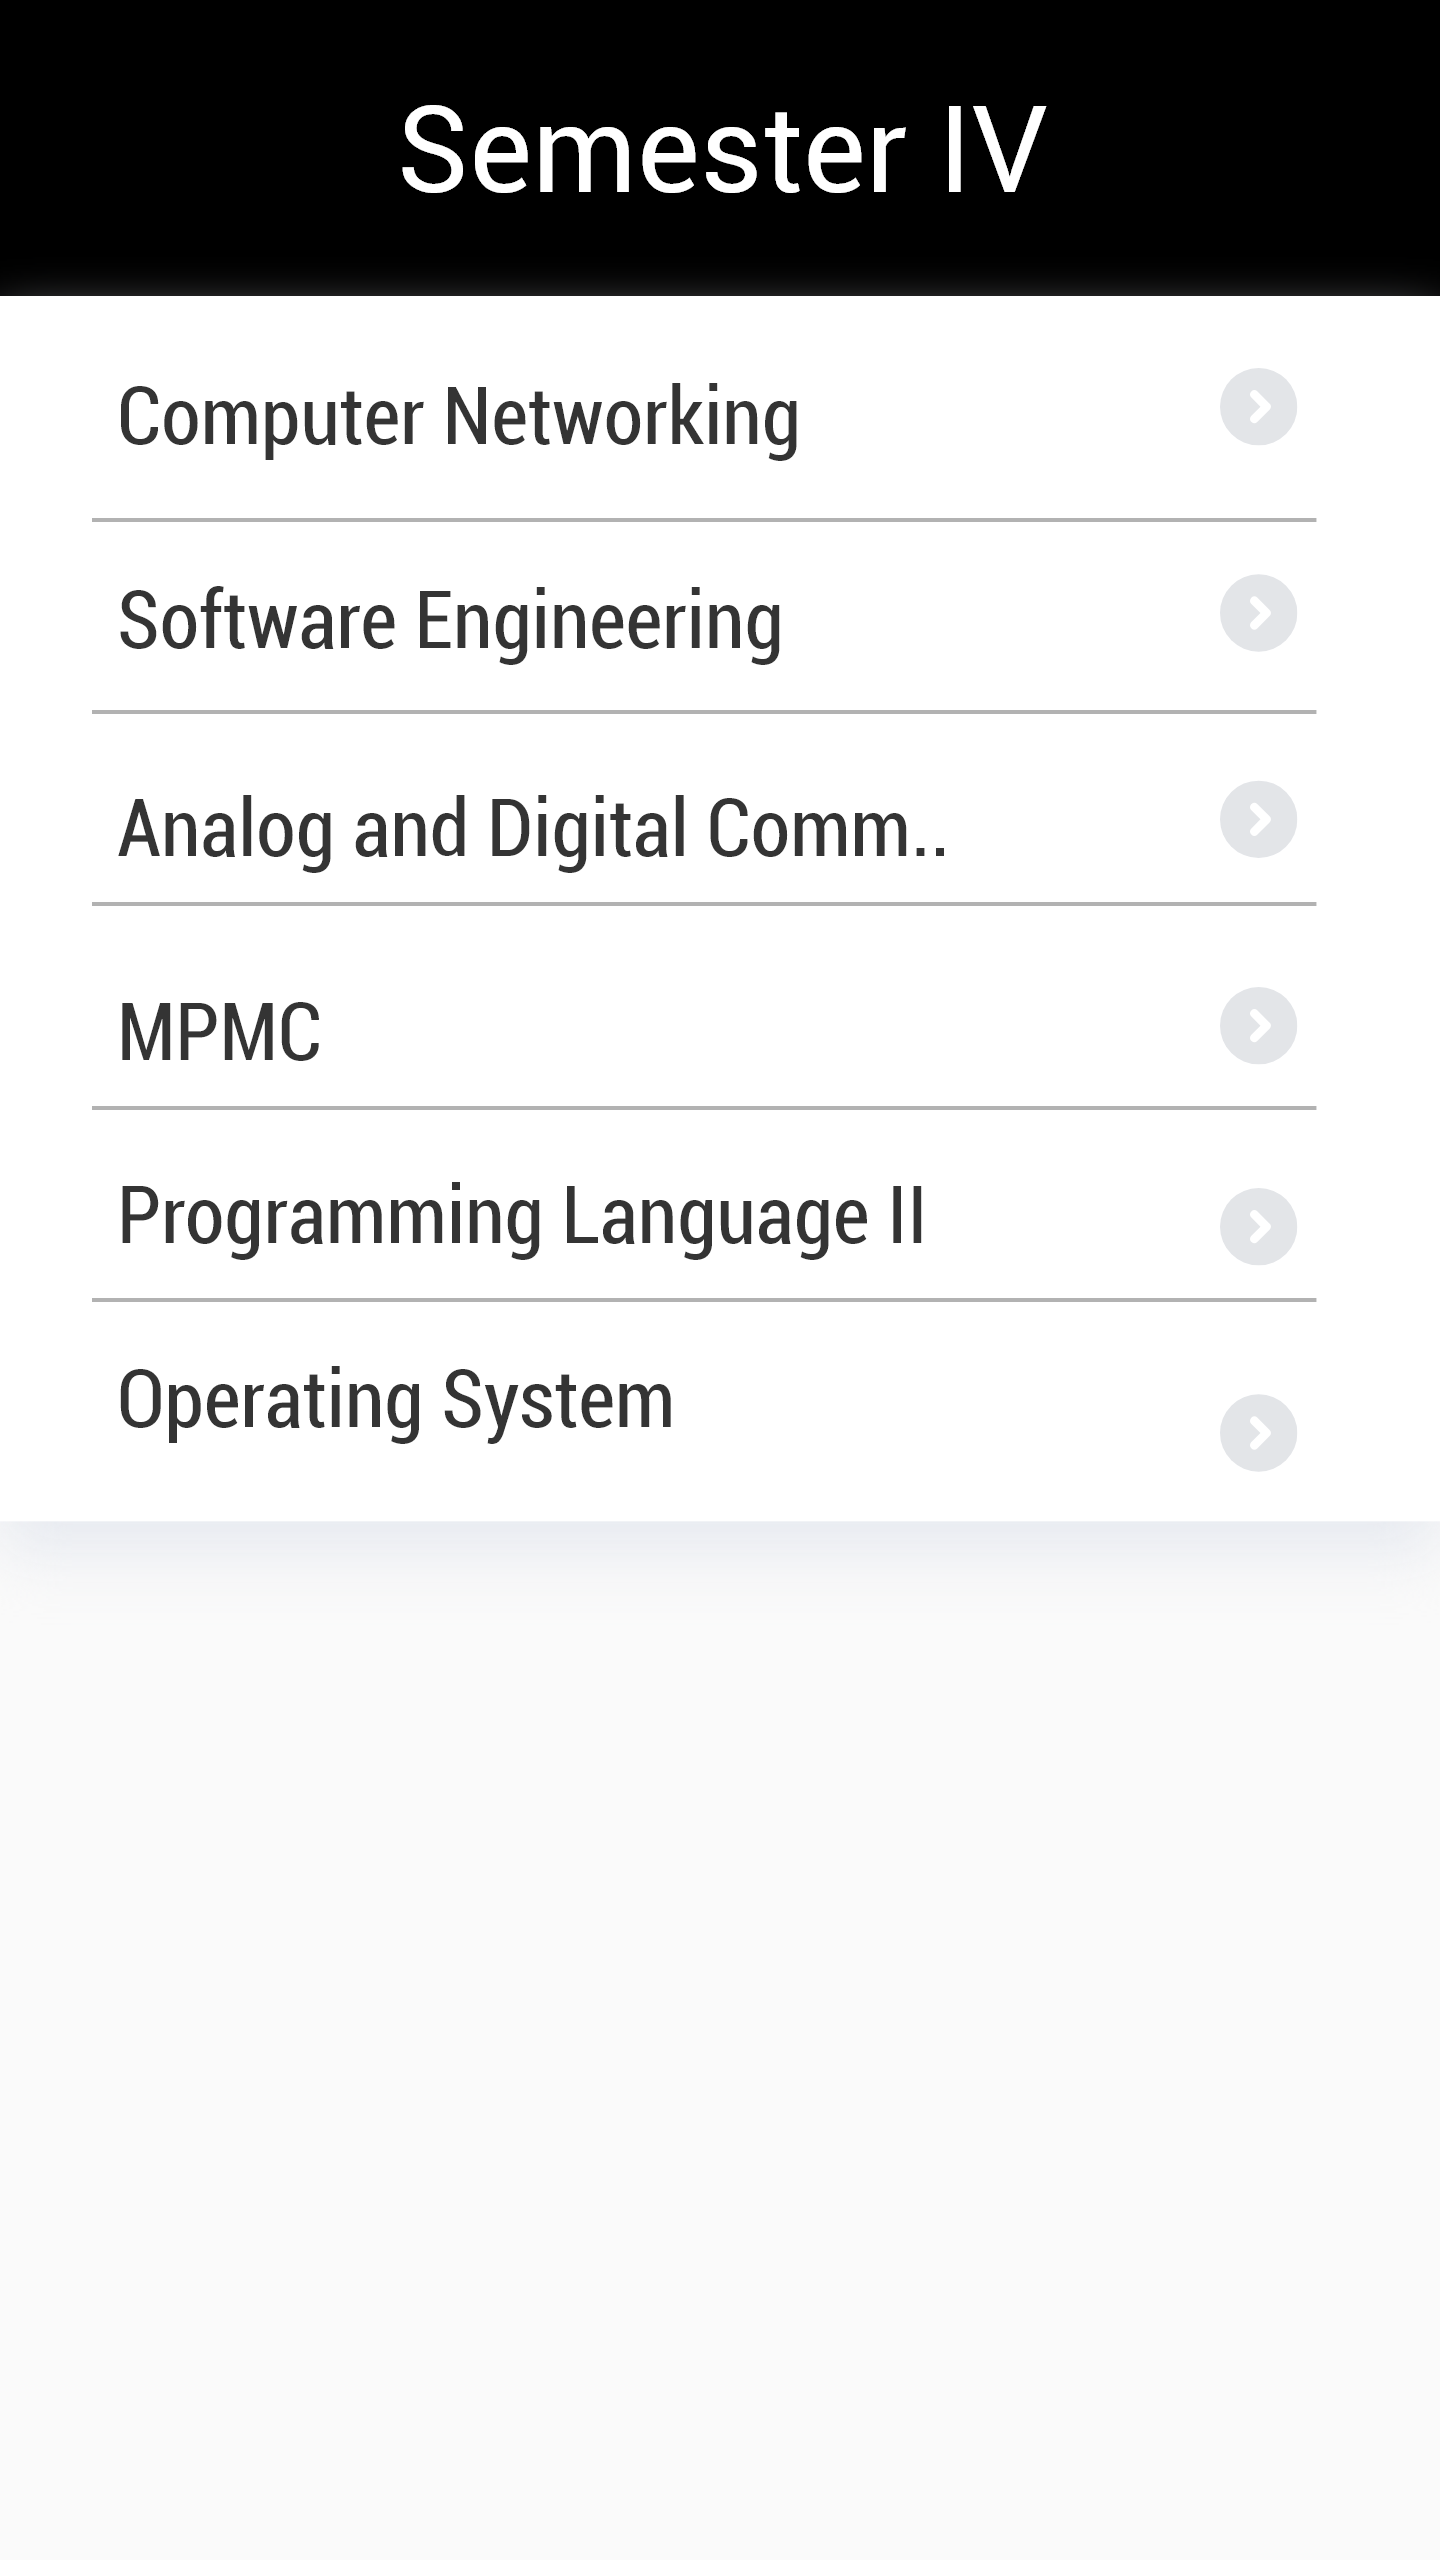 Semester IV
Computer Networking
Software Engineering
Analog and Digital Comm..
MPMC
Programming Language II
Operating System